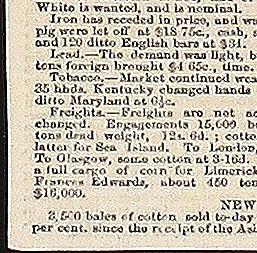 White is wanted, and is nominal.
Iron has receded in price, and wa
pig were let off at $18.75c., cash, s
and 120 ditto English bars at $31.
Lead.—The demand was light, b
tons foreign brought $4 65c., time.
Tobacco.—Market continued wea
35 hhds. Kentucky changed hands
ditto Maryland at 6½c.
Freights.—Freights are not ac
changed. Engagements 15,600 b
tons dead weight, 12s. 6d.; cotto
latter for Sea Island. To London,
To Glasgow, some cotton at 3-16d.
a full cargo of corn for Limerick
Frances Edwards, about 450 ton
$16,000.
NEW
3,500 bales of cotton sold to-day
per cent. since the receipt of the Asi